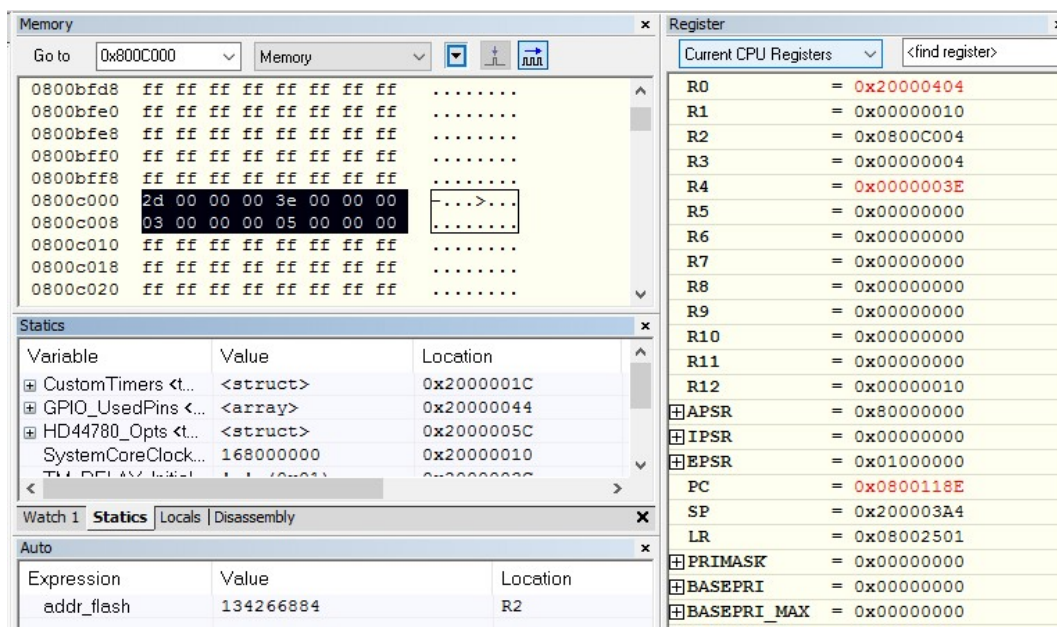 Memory x
Go to 0x800C000 Memory
0800bfd8 ff ff ff ff ff ff ff ff ........
0800bfe0 ff ff ff ff ff ff ff ff ........
0800bfe8 ff ff ff ff ff ff ff ff ........
0800bff0 ff ff ff ff ff ff ff ff ........
0800bff8 ff ff ff ff ff ff ff ff ........
0800c000 2d 00 00 00 3e 00 00 00 -...>...
0800c008 03 00 00 00 05 00 00 00 ........
0800c010 ff ff ff ff ff ff ff ff ........
0800c018 ff ff ff ff ff ff ff ff ........
0800c020 ff ff ff ff ff ff ff ff ........
Statics x
Variable Value Location
CustomTimers <t... <struct> 0x2000001C
GPIO_UsedPins <... <array> 0x20000044
HD44780_Opts <t... <struct> 0x2000005C
SystemCoreClock... 168000000 0x20000010
Watch 1 Statics Locals Disassembly x
Auto x
Expression Value Location
addr_flash 134266884 R2
Register
Current CPU Registers <find register>
R0 = 0x20000404
R1 = 0x00000010
R2 = 0x0800C004
R3 = 0x00000004
R4 = 0x0000003E
R5 = 0x00000000
R6 = 0x00000000
R7 = 0x00000000
R8 = 0x00000000
R9 = 0x00000000
R10 = 0x00000000
R11 = 0x00000000
R12 = 0x00000010
APSR = 0x80000000
IPSR = 0x00000000
EPSR = 0x01000000
PC = 0x0800118E
SP = 0x200003A4
LR = 0x08002501
PRIMASK = 0x00000000
BASEPRI = 0x00000000
BASEPRI_MAX = 0x00000000